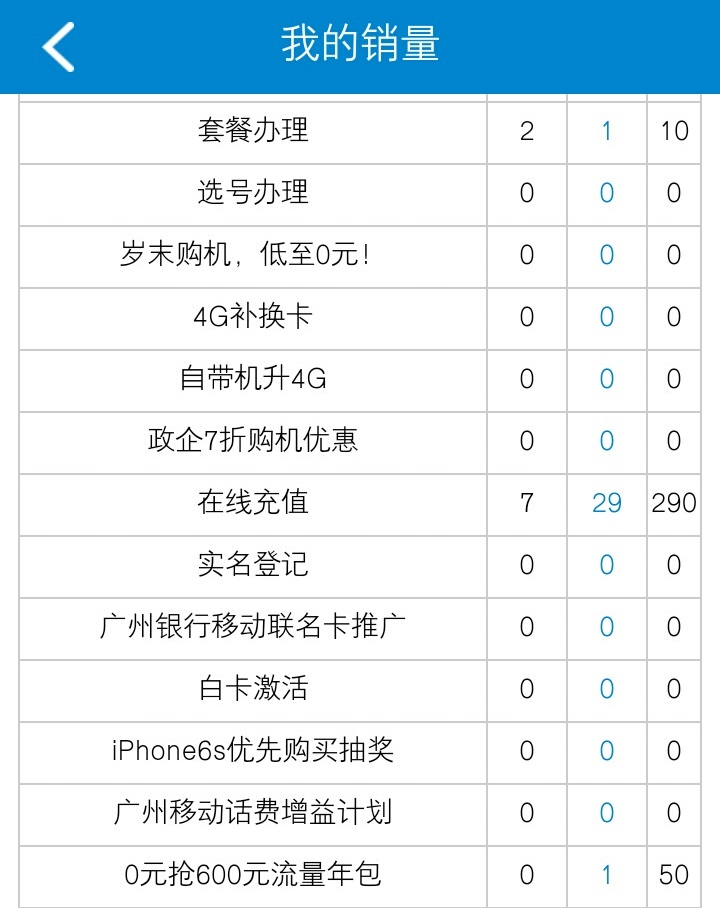 我的销量
套餐办理 2 1 10
选号办理 0 0 0
岁末购机，低至0元！ 0 0 0
4G补换卡 0 0 0
自带机升4G 0 0 0
政企7折购机优惠 0 0 0
在线充值 7 29 290
实名登记 0 0 0
广州银行移动联名卡推广 0 0 0
白卡激活 0 0 0
iPhone6s优先购买抽奖 0 0 0
广州移动话费增益计划 0 0 0
0元抢600元流量年包 0 1 50